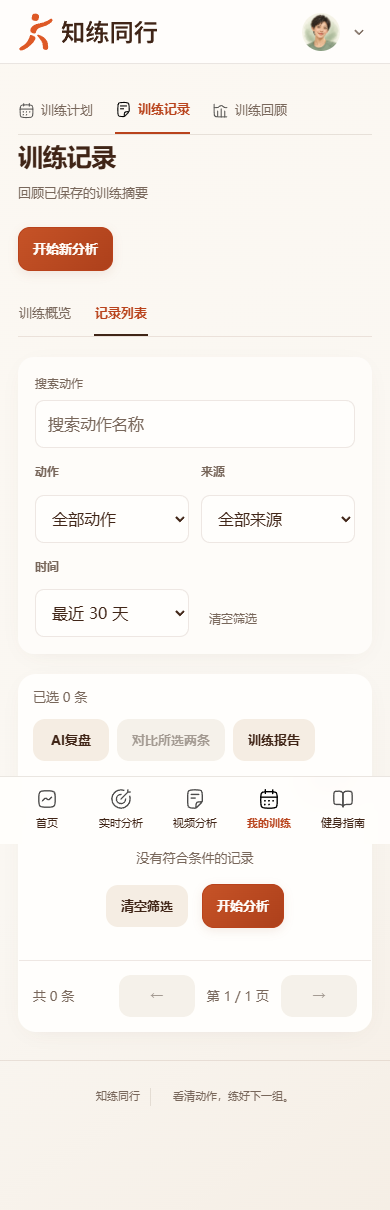 知练同行
训练计划 训练记录 训练回顾
训练记录
回顾已保存的训练摘要
开始新分析
训练概览 记录列表
搜索动作
搜索动作名称
动作 来源
全部动作 全部来源
时间
最近 30 天 清空筛选
已选 0 条
AI复盘 对比所选两条 训练报告
首页 实时分析 视频分析 我的训练 健身指南
没有符合条件的记录
清空筛选 开始分析
共 0 条 ← 第 1 / 1 页 →
知练同行 看清动作，练好下一组。